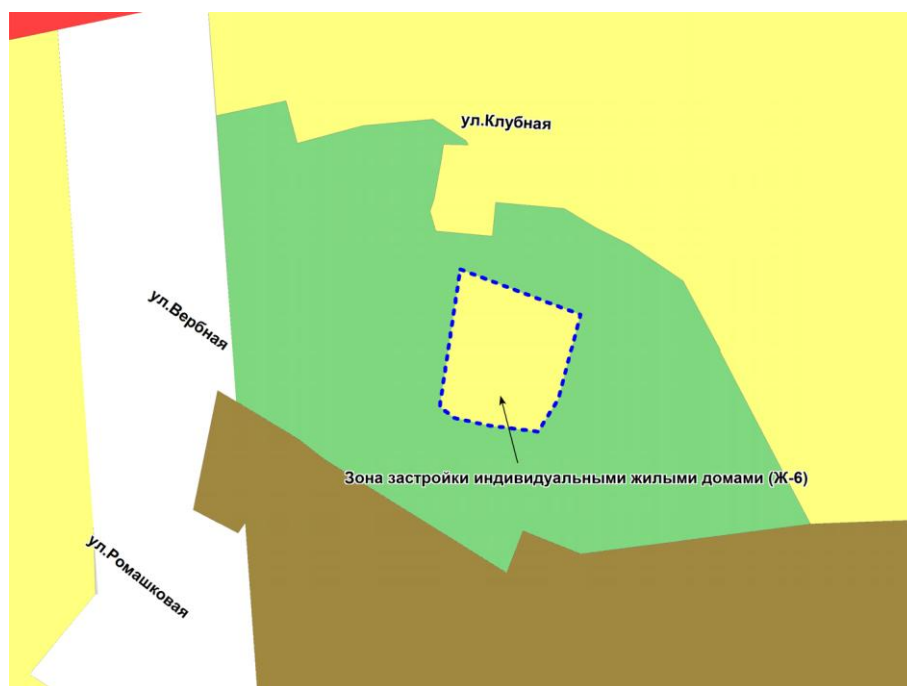 ул.Клубная
ул.Вербная
Зона застройки индивидуальными жилыми домами (Ж-6)
ул.Ромашковая